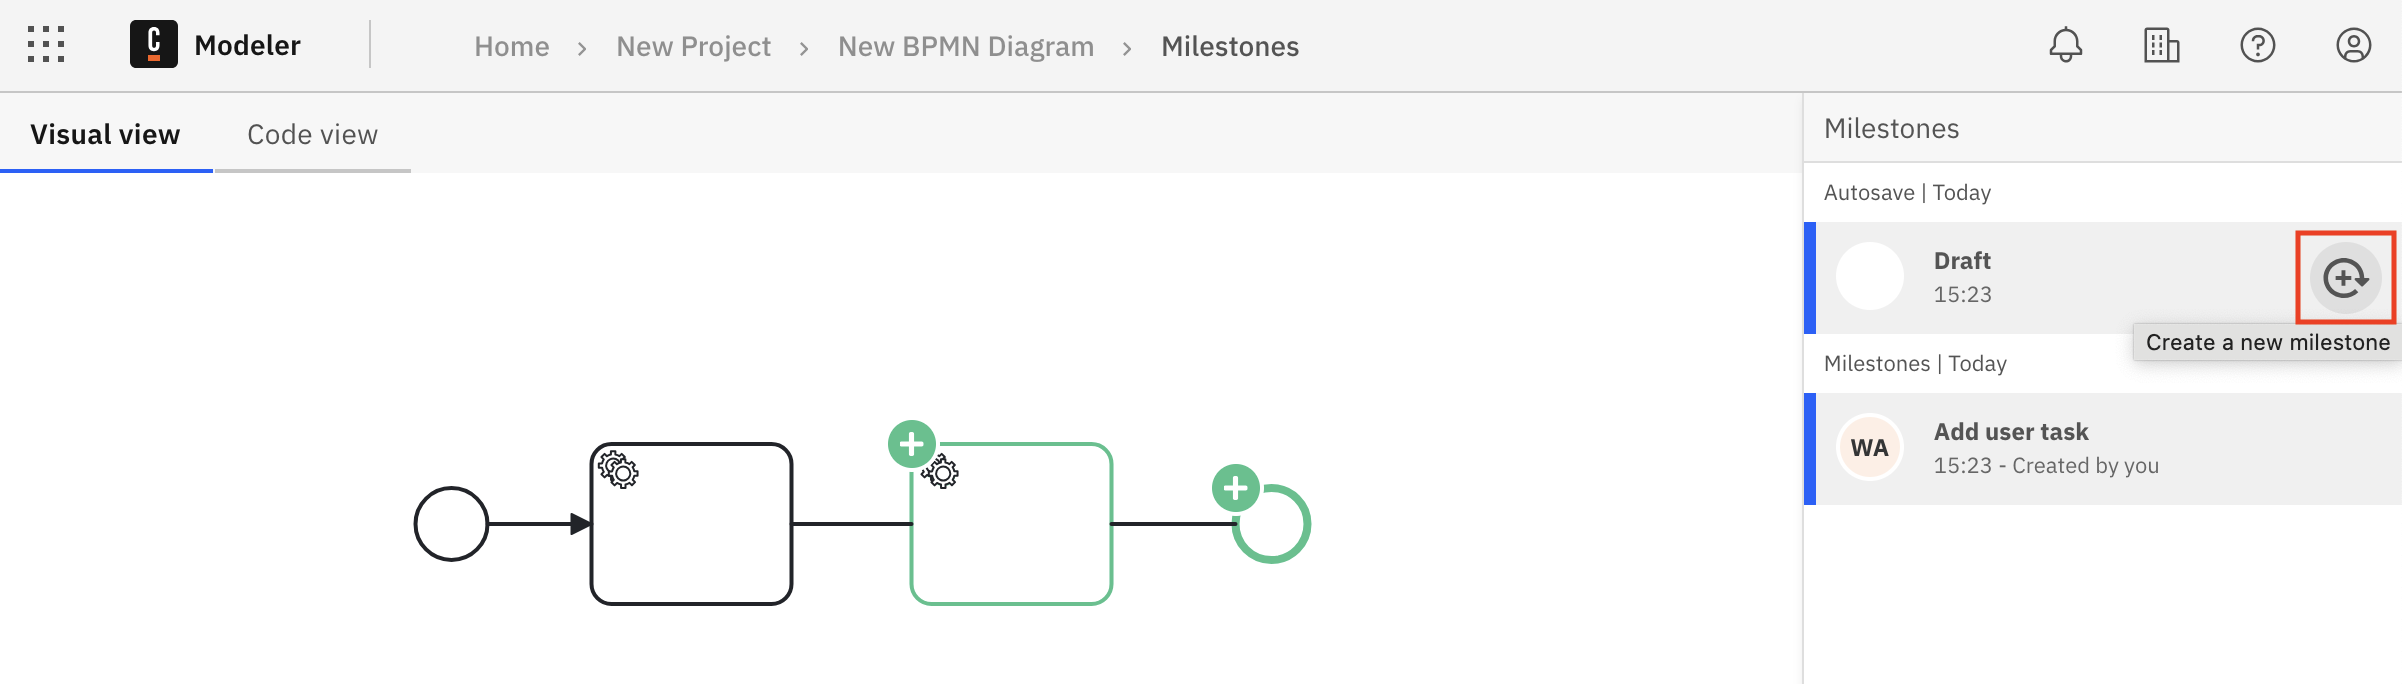 C Modeler Home › New Project › New BPMN Diagram › Milestones
Visual view Code view
Milestones
Autosave | Today
Draft
15:23
Create a new milestone
Milestones | Today
WA
Add user task
15:23 - Created by you